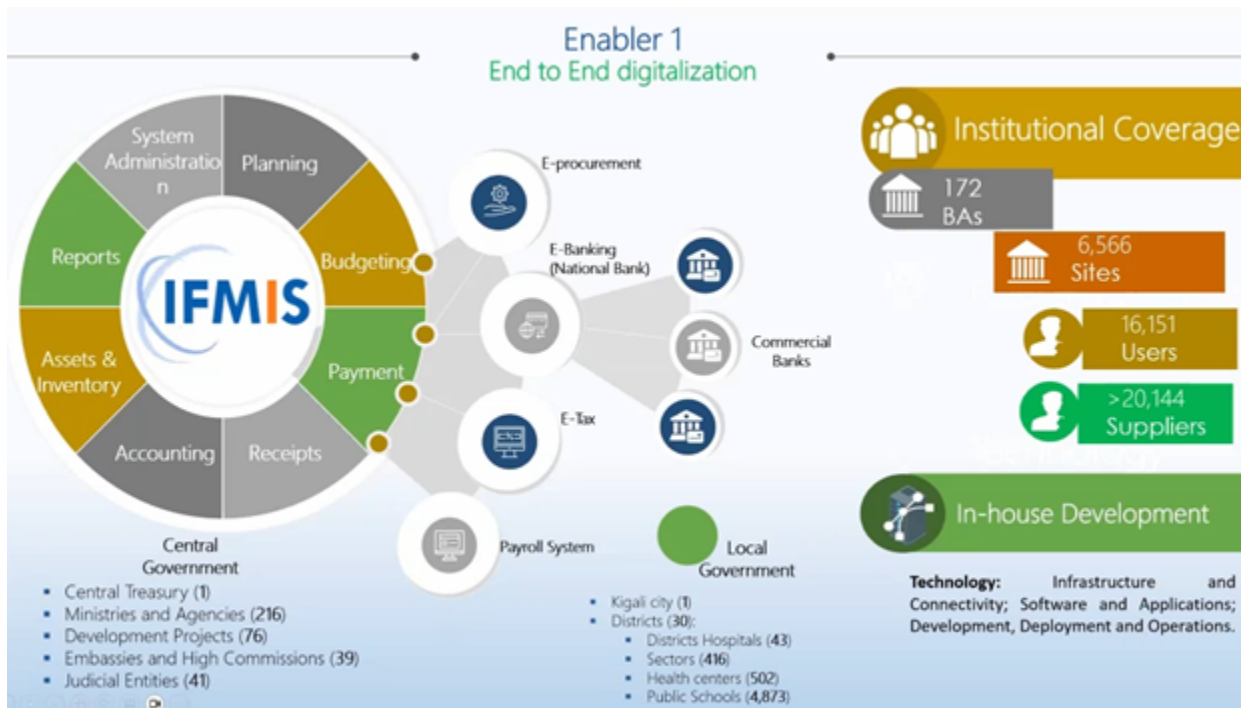 Enabler 1
End to End digitalization
System
Administratio
n
Planning
Reports
Budgeting
IFMIS
Assets &
Inventory
Payment
Accounting
Receipts
E-procurement
E-Banking
(National Bank)
Commercial
Banks
E-Tax
Payroll System
Institutional Coverage
172
BAs
6,566
Sites
16,151
Users
>20,144
Suppliers
In-house Development
Technology: Infrastructure and
Connectivity; Software and Applications;
Development, Deployment and Operations.
Central
Government
▪ Central Treasury (1)
▪ Ministries and Agencies (216)
▪ Development Projects (76)
▪ Embassies and High Commissions (39)
▪ Judicial Entities (41)
Local
Government
▪ Kigali city (1)
▪ Districts (30):
▪ Districts Hospitals (43)
▪ Sectors (416)
▪ Health centers (502)
▪ Public Schools (4,873)